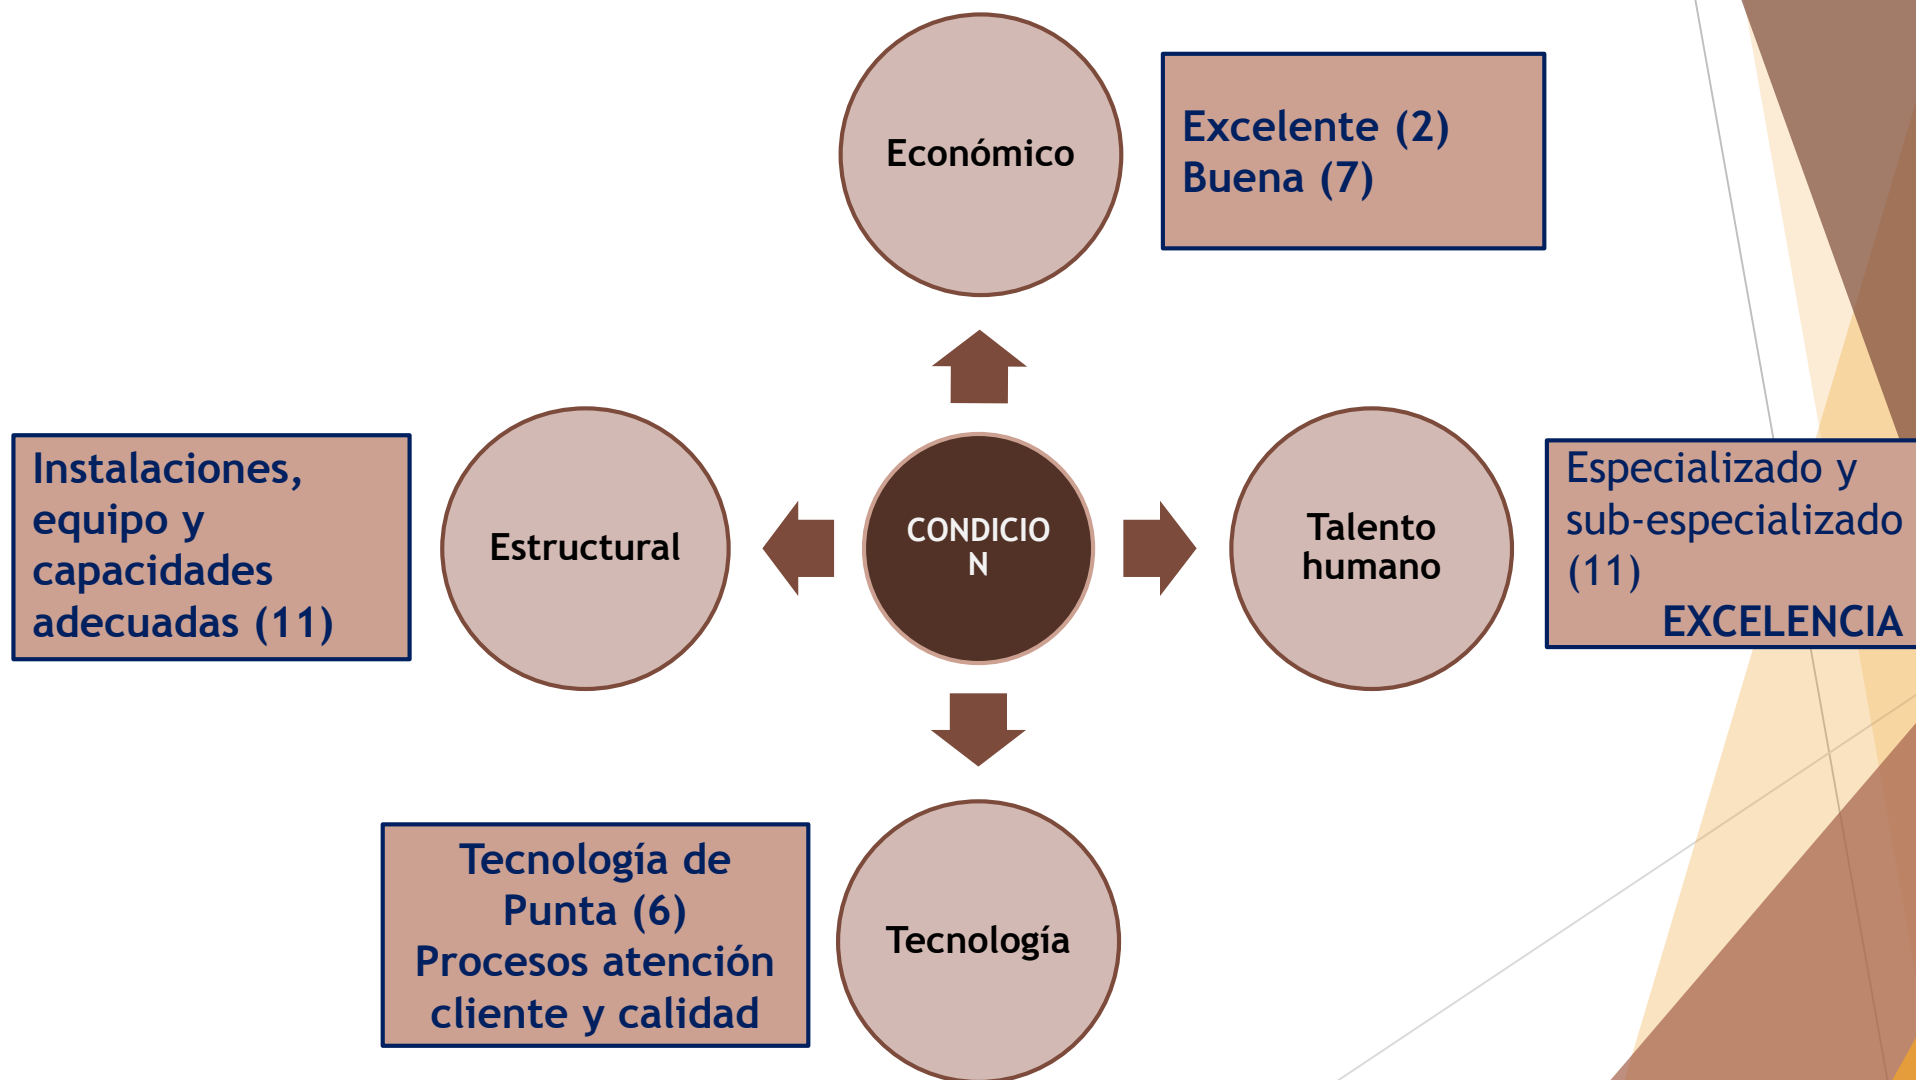 Económico
Excelente (2)
Buena (7)
Instalaciones,
equipo y
capacidades
adecuadas (11)
Estructural
CONDICIO
N
Talento
humano
Especializado y
sub-especializado
(11)
EXCELENCIA
Tecnología de
Punta (6)
Procesos atención
cliente y calidad
Tecnología